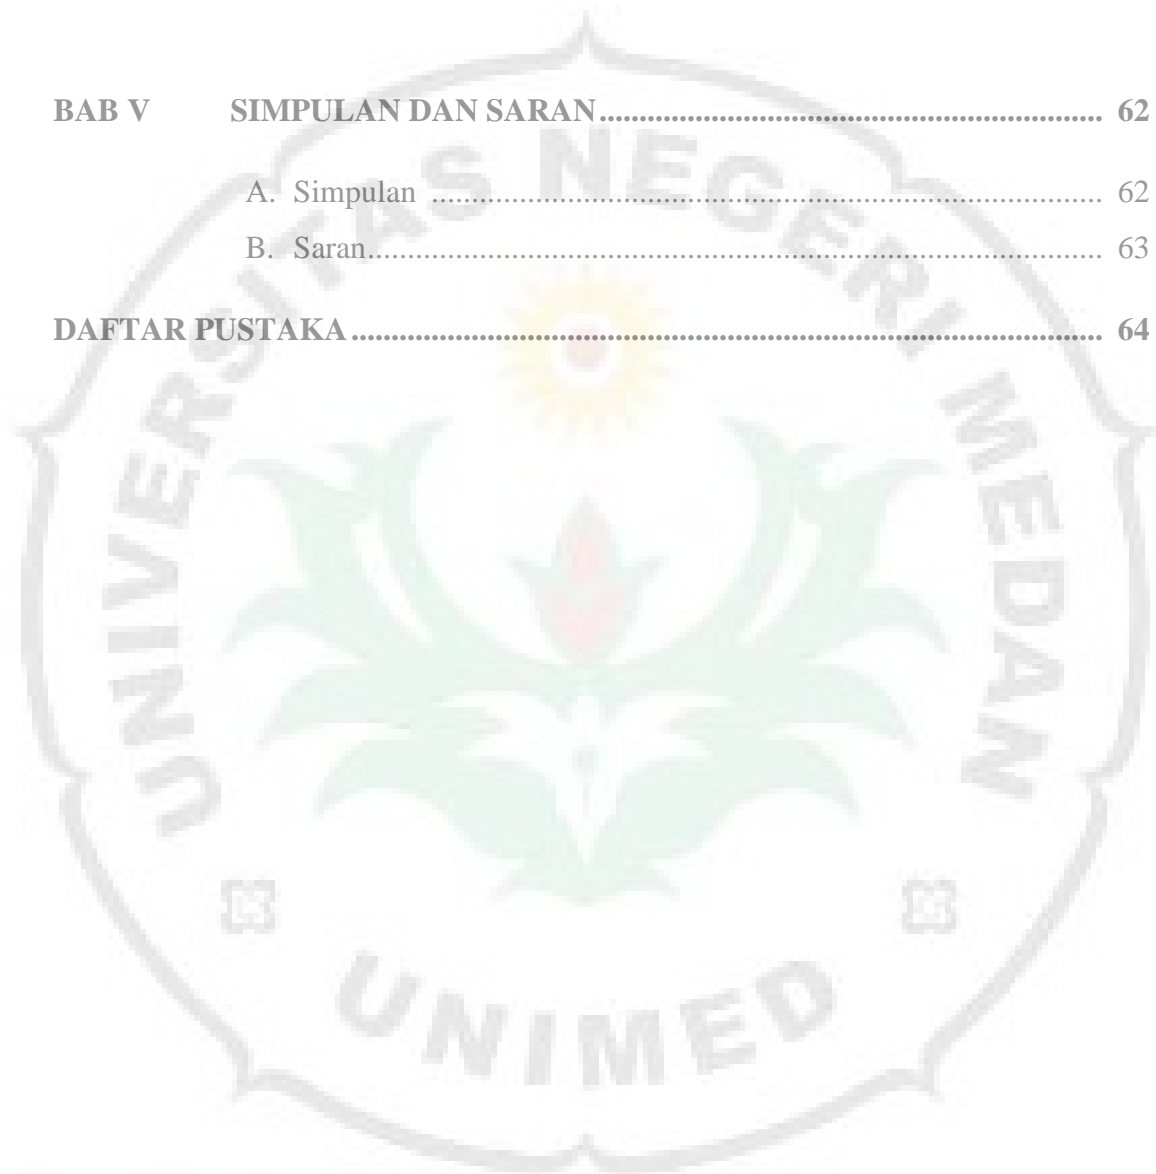 BAB V SIMPULAN DAN SARAN ................................................................ 62
A. Simpulan ..................................................................................... 62
B. Saran............................................................................................. 63
DAFTAR PUSTAKA ............................................................................... 64
UNIVERSITAS NEGERI MEDAN
UNIMED